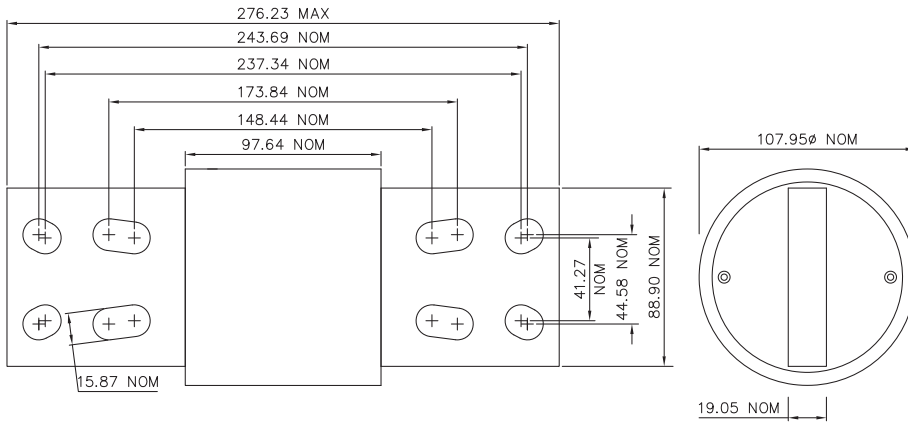 276.23 MAX
243.69 NOM
237.34 NOM
173.84 NOM
148.44 NOM
97.64 NOM
107.95ø NOM
41.27
NOM
44.58 NOM
88.90 NOM
15.87 NOM
19.05 NOM